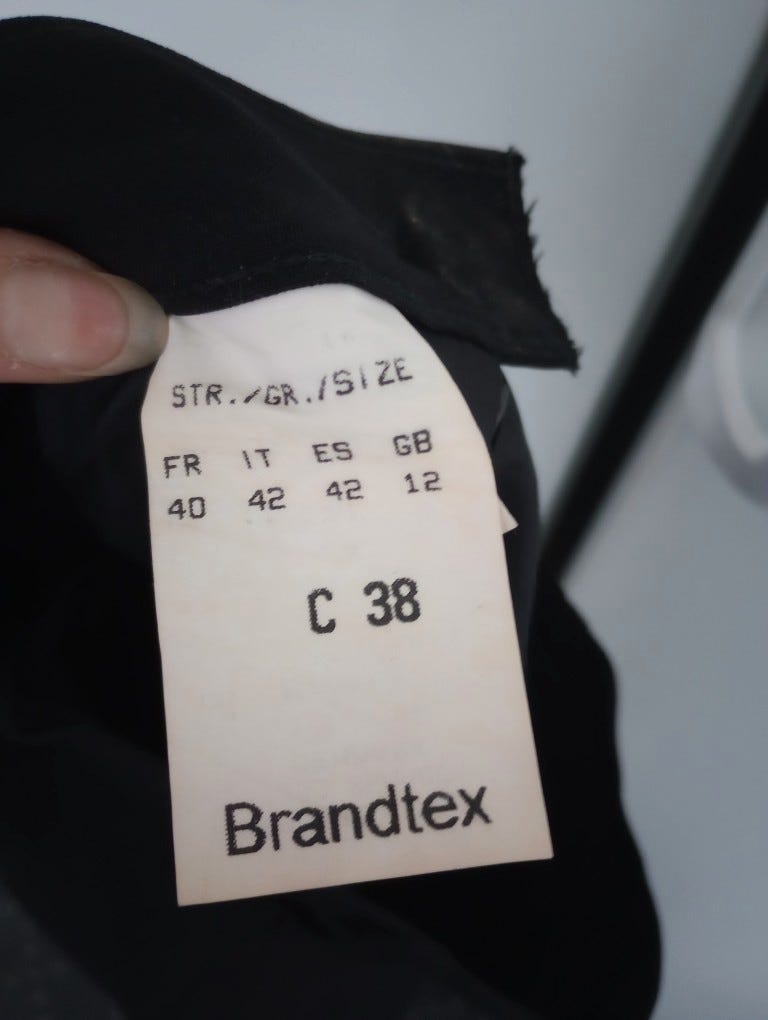 STR./GR./SIZE
FR IT ES GB
40 42 42 12
C 38
Brandtex